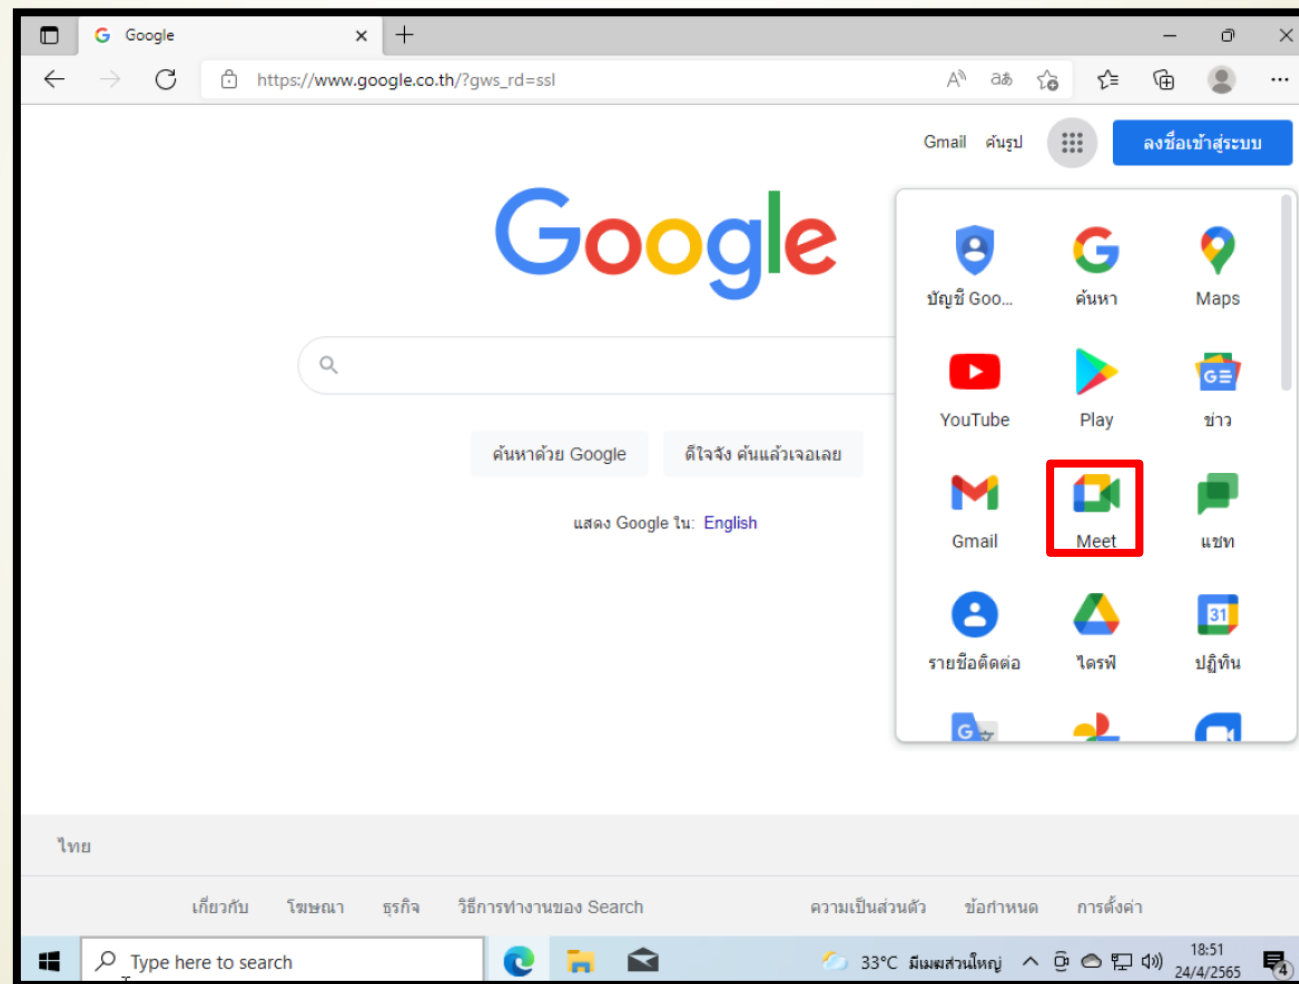 Google
https://www.google.co.th/?gws_rd=ssl
Gmail ค้นรูป ลงชื่อเข้าสู่ระบบ
Google
บัญชี Goo... ค้นหา Maps
YouTube Play ข่าว
ค้นหาด้วย Google ดีใจจัง ค้นแล้วเจอเลย
แสดง Google ใน: English
Gmail Meet แชท
31
รายชื่อติดต่อ ไดรฟ์ ปฏิทิน
ไทย
เกี่ยวกับ โฆษณา ธุรกิจ วิธีการทำงานของ Search ความเป็นส่วนตัว ข้อกำหนด การตั้งค่า
Type here to search
33°C มีเมฆส่วนใหญ่
18:51
24/4/2565
4